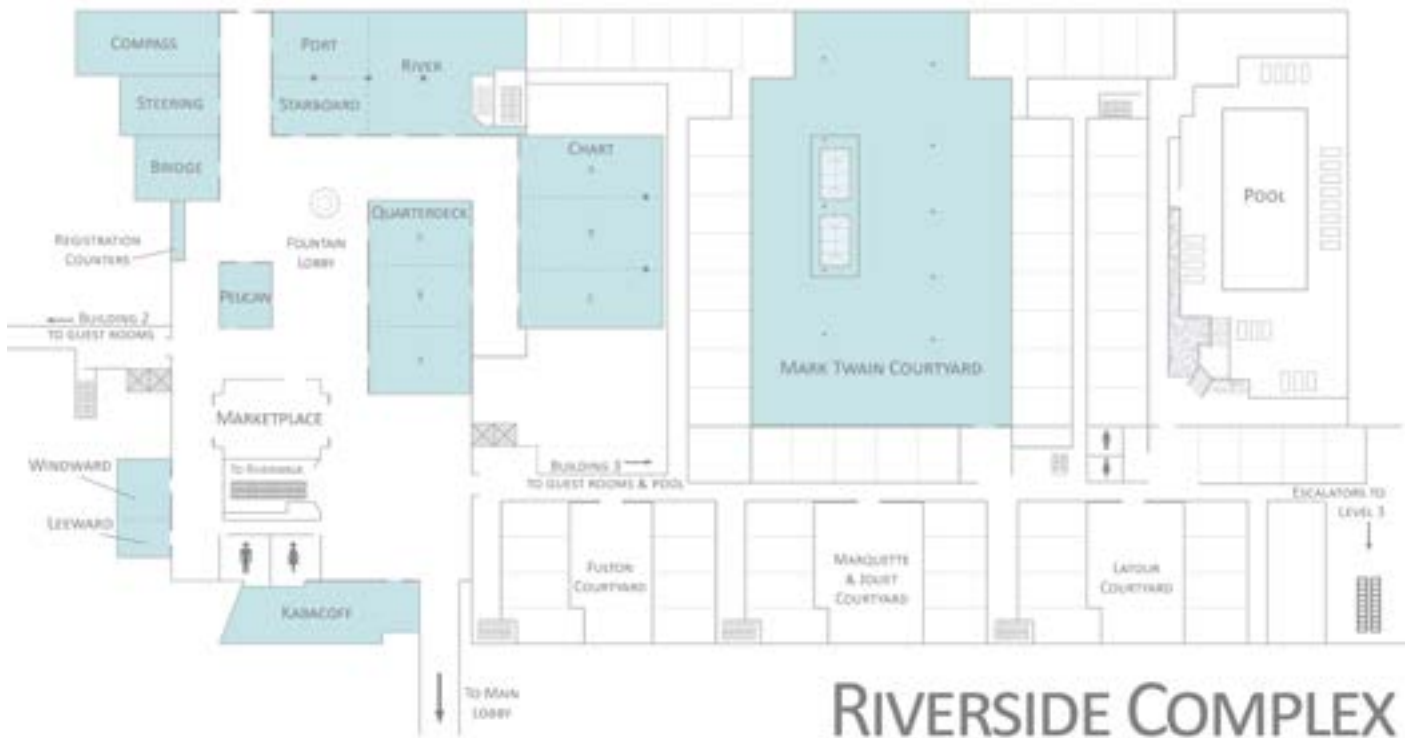 COMPASS
PORT
RIVER
STEERING
STARBOARD
BRIDGE
CHART
A
B
C
QUARTERDECK
POOL
REGISTRATION
COUNTERS
FOUNTAIN
LOBBY
PELICAN
BUILDING 2
TO GUEST ROOMS
MARK TWAIN COURTYARD
MARKETPLACE
WINDWARD
TO RIVERWALK
BUILDING 3
TO GUEST ROOMS & POOL
LEEWARD
ESCALATORS TO
LEVEL 3
FULTON
COURTYARD
MARQUETTE
& JOLIET
COURTYARD
LATOUR
COURTYARD
KABACOFF
TO MAIN
LOBBY
RIVERSIDE COMPLEX